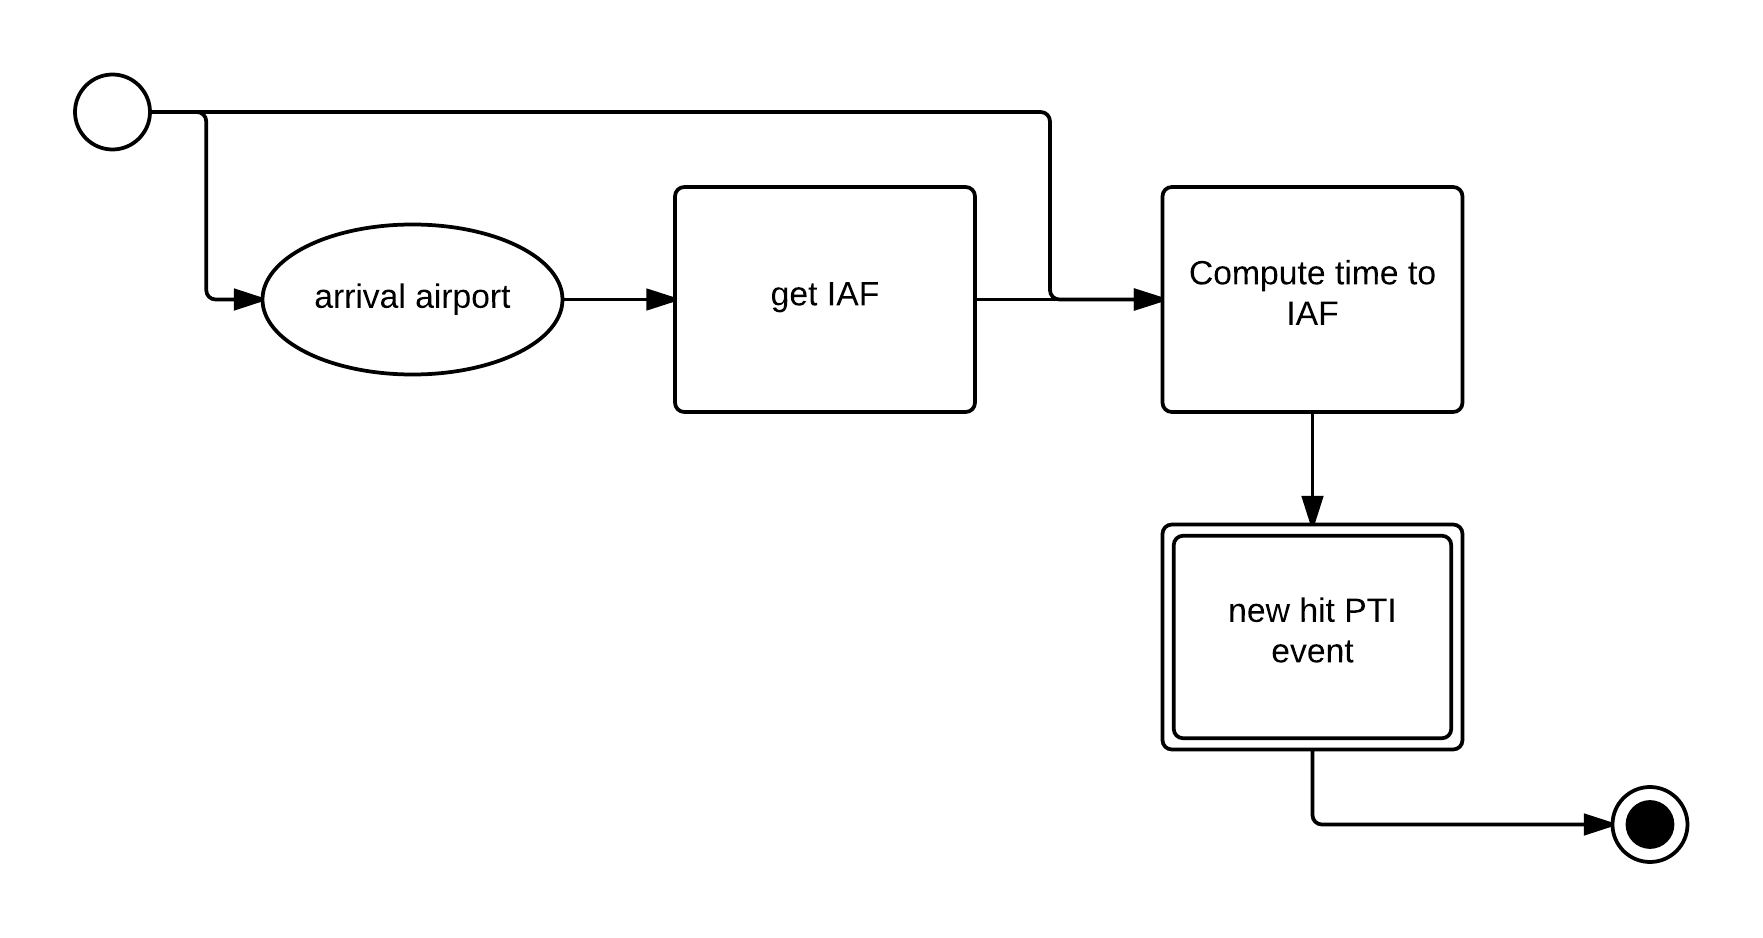 arrival airport
get IAF
Compute time to
IAF
new hit PTI
event